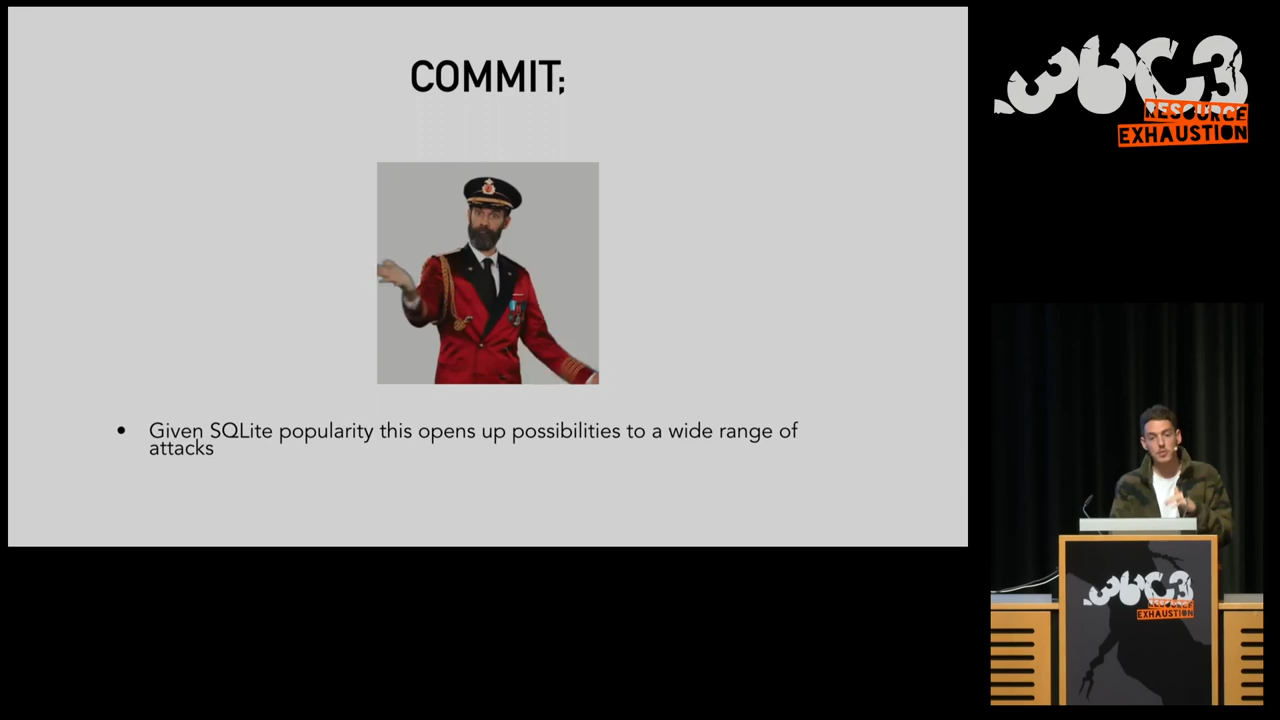 COMMIT;
• Given SQLite popularity this opens up possibilities to a wide range of
attacks
36C3
RESOURCE
EXHAUSTION
36C3
RESOURCE
EXHAUSTION